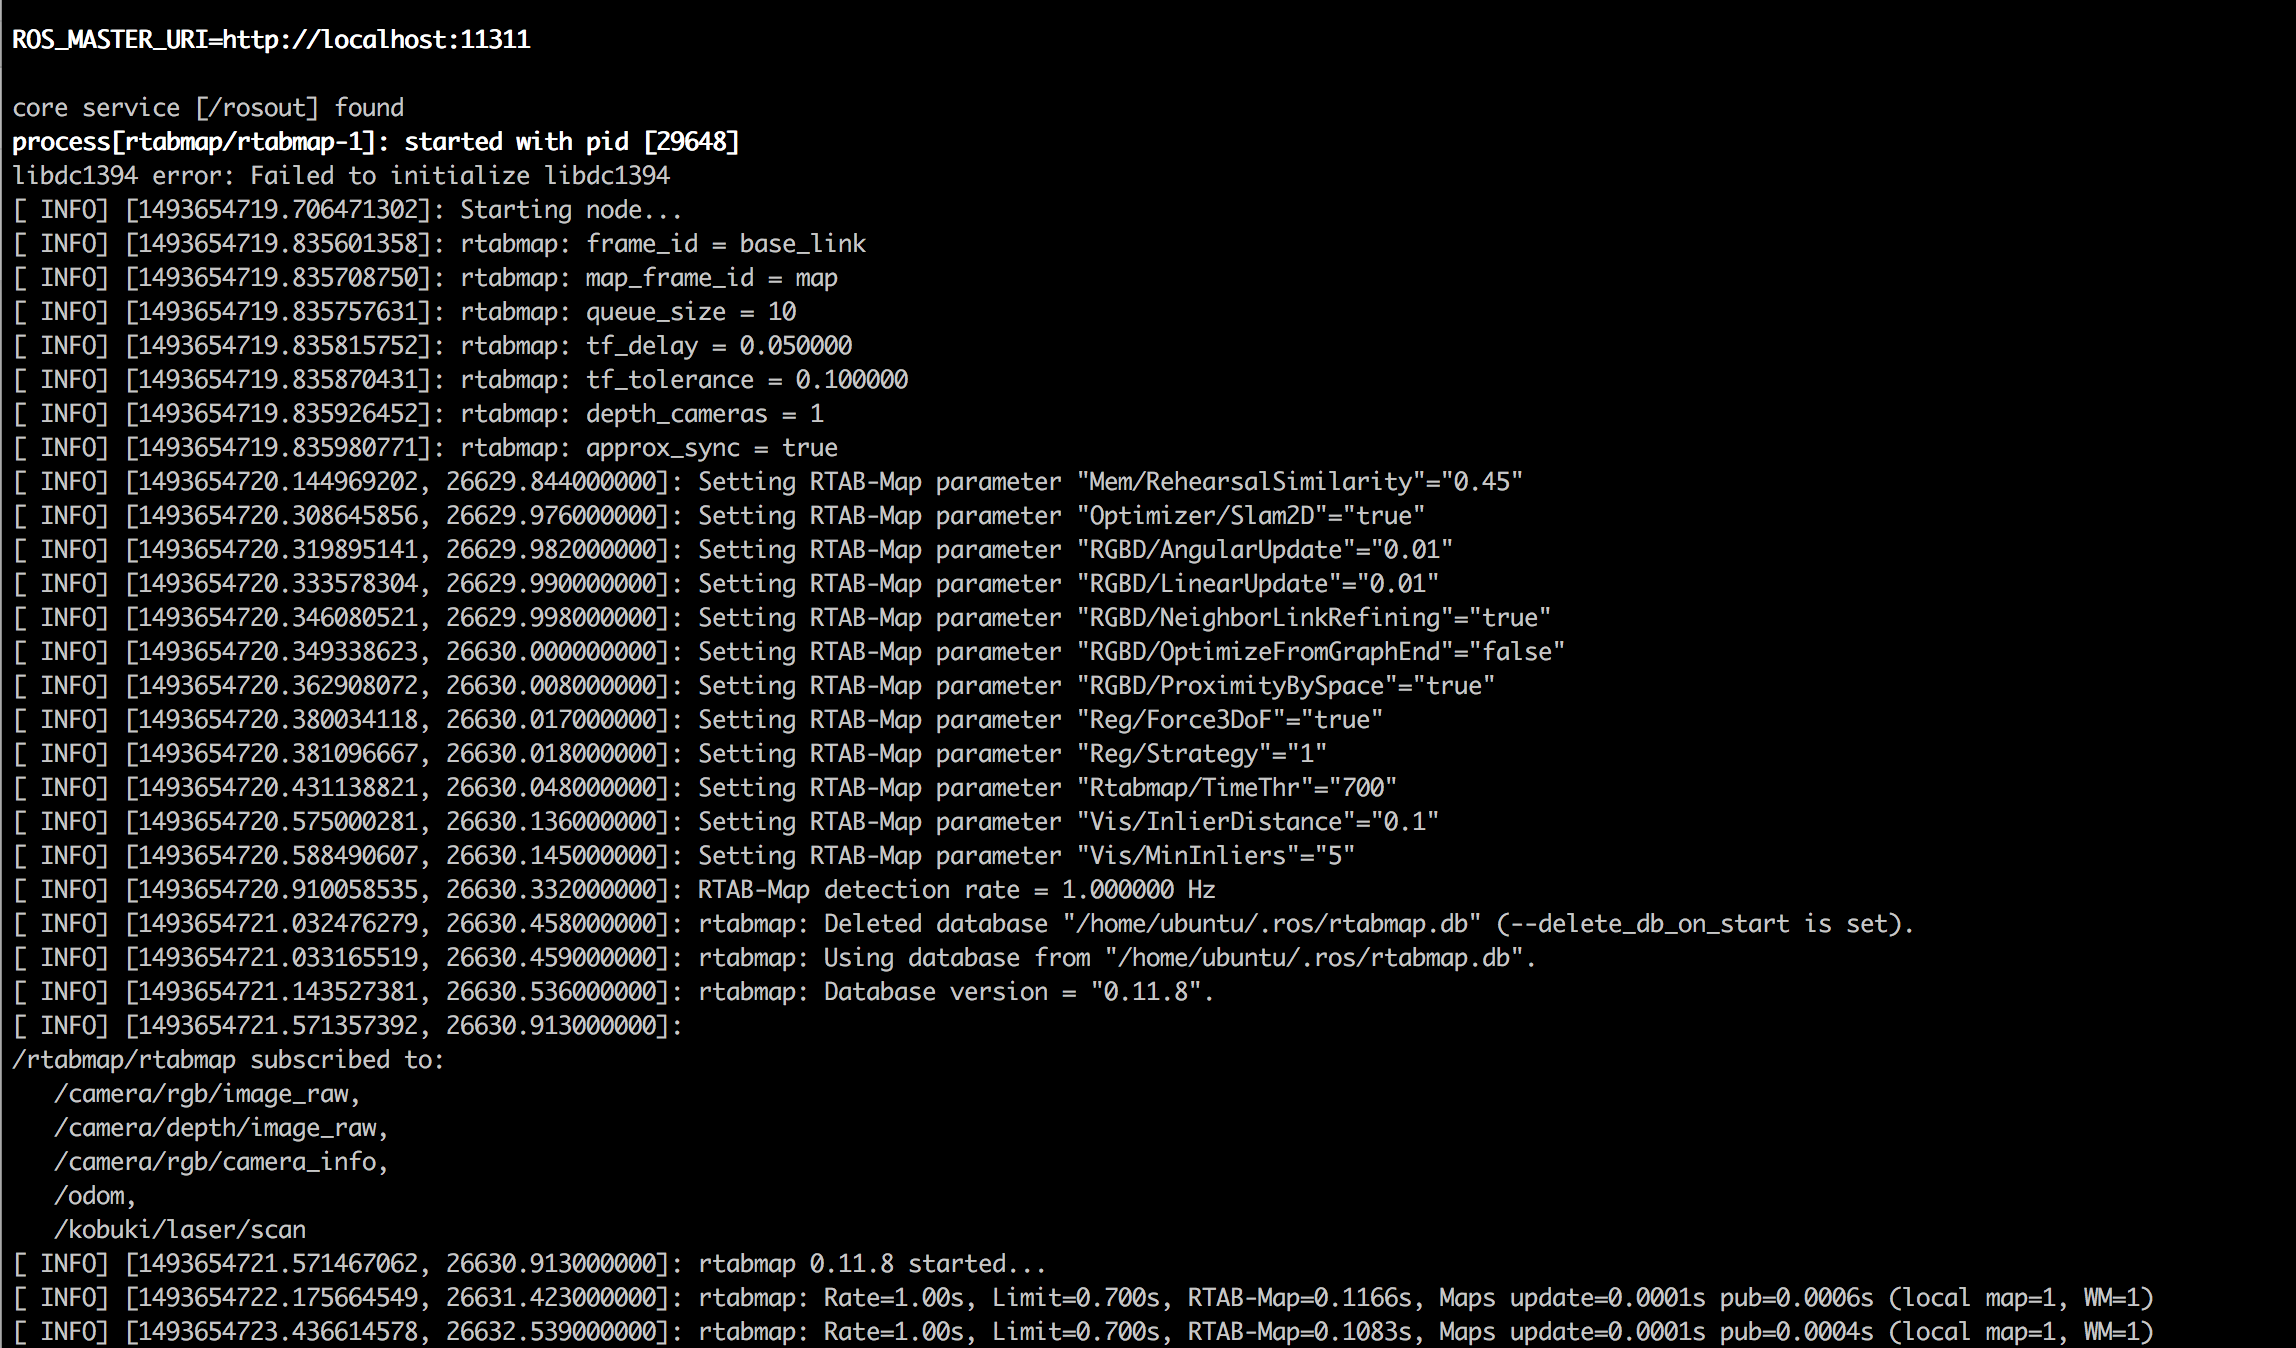 ROS_MASTER_URI=http://localhost:11311
core service [/rosout] found
process[rtabmap/rtabmap-1]: started with pid [29648]
libdc1394 error: Failed to initialize libdc1394
[ INFO] [1493654719.706471302]: Starting node...
[ INFO] [1493654719.835601358]: rtabmap: frame_id = base_link
[ INFO] [1493654719.835708750]: rtabmap: map_frame_id = map
[ INFO] [1493654719.835757631]: rtabmap: queue_size = 10
[ INFO] [1493654719.835815752]: rtabmap: tf_delay = 0.050000
[ INFO] [1493654719.835870431]: rtabmap: tf_tolerance = 0.100000
[ INFO] [1493654719.835926452]: rtabmap: depth_cameras = 1
[ INFO] [1493654719.835980771]: rtabmap: approx_sync = true
[ INFO] [1493654720.144969202, 26629.844000000]: Setting RTAB-Map parameter "Mem/RehearsalSimilarity"="0.45"
[ INFO] [1493654720.308645856, 26629.976000000]: Setting RTAB-Map parameter "Optimizer/Slam2D"="true"
[ INFO] [1493654720.319895141, 26629.982000000]: Setting RTAB-Map parameter "RGBD/AngularUpdate"="0.01"
[ INFO] [1493654720.333578304, 26629.990000000]: Setting RTAB-Map parameter "RGBD/LinearUpdate"="0.01"
[ INFO] [1493654720.346080521, 26629.998000000]: Setting RTAB-Map parameter "RGBD/NeighborLinkRefining"="true"
[ INFO] [1493654720.349338623, 26630.000000000]: Setting RTAB-Map parameter "RGBD/OptimizeFromGraphEnd"="false"
[ INFO] [1493654720.362908072, 26630.008000000]: Setting RTAB-Map parameter "RGBD/ProximityBySpace"="true"
[ INFO] [1493654720.380034118, 26630.017000000]: Setting RTAB-Map parameter "Reg/Force3DoF"="true"
[ INFO] [1493654720.381096667, 26630.018000000]: Setting RTAB-Map parameter "Reg/Strategy"="1"
[ INFO] [1493654720.431138821, 26630.048000000]: Setting RTAB-Map parameter "Rtabmap/TimeThr"="700"
[ INFO] [1493654720.575000281, 26630.136000000]: Setting RTAB-Map parameter "Vis/InlierDistance"="0.1"
[ INFO] [1493654720.588490607, 26630.145000000]: Setting RTAB-Map parameter "Vis/MinInliers"="5"
[ INFO] [1493654720.910058535, 26630.332000000]: RTAB-Map detection rate = 1.000000 Hz
[ INFO] [1493654721.032476279, 26630.458000000]: rtabmap: Deleted database "/home/ubuntu/.ros/rtabmap.db" (--delete_db_on_start is set).
[ INFO] [1493654721.033165519, 26630.459000000]: rtabmap: Using database from "/home/ubuntu/.ros/rtabmap.db".
[ INFO] [1493654721.143527381, 26630.536000000]: rtabmap: Database version = "0.11.8".
[ INFO] [1493654721.571357392, 26630.913000000]:
/rtabmap/rtabmap subscribed to:
/camera/rgb/image_raw,
/camera/depth/image_raw,
/camera/rgb/camera_info,
/odom,
/kobuki/laser/scan
[ INFO] [1493654721.571467062, 26630.913000000]: rtabmap 0.11.8 started...
[ INFO] [1493654722.175664549, 26631.423000000]: rtabmap: Rate=1.00s, Limit=0.700s, RTAB-Map=0.1166s, Maps update=0.0001s pub=0.0006s (local map=1, WM=1)
[ INFO] [1493654723.436614578, 26632.539000000]: rtabmap: Rate=1.00s, Limit=0.700s, RTAB-Map=0.1083s, Maps update=0.0001s pub=0.0004s (local map=1, WM=1)